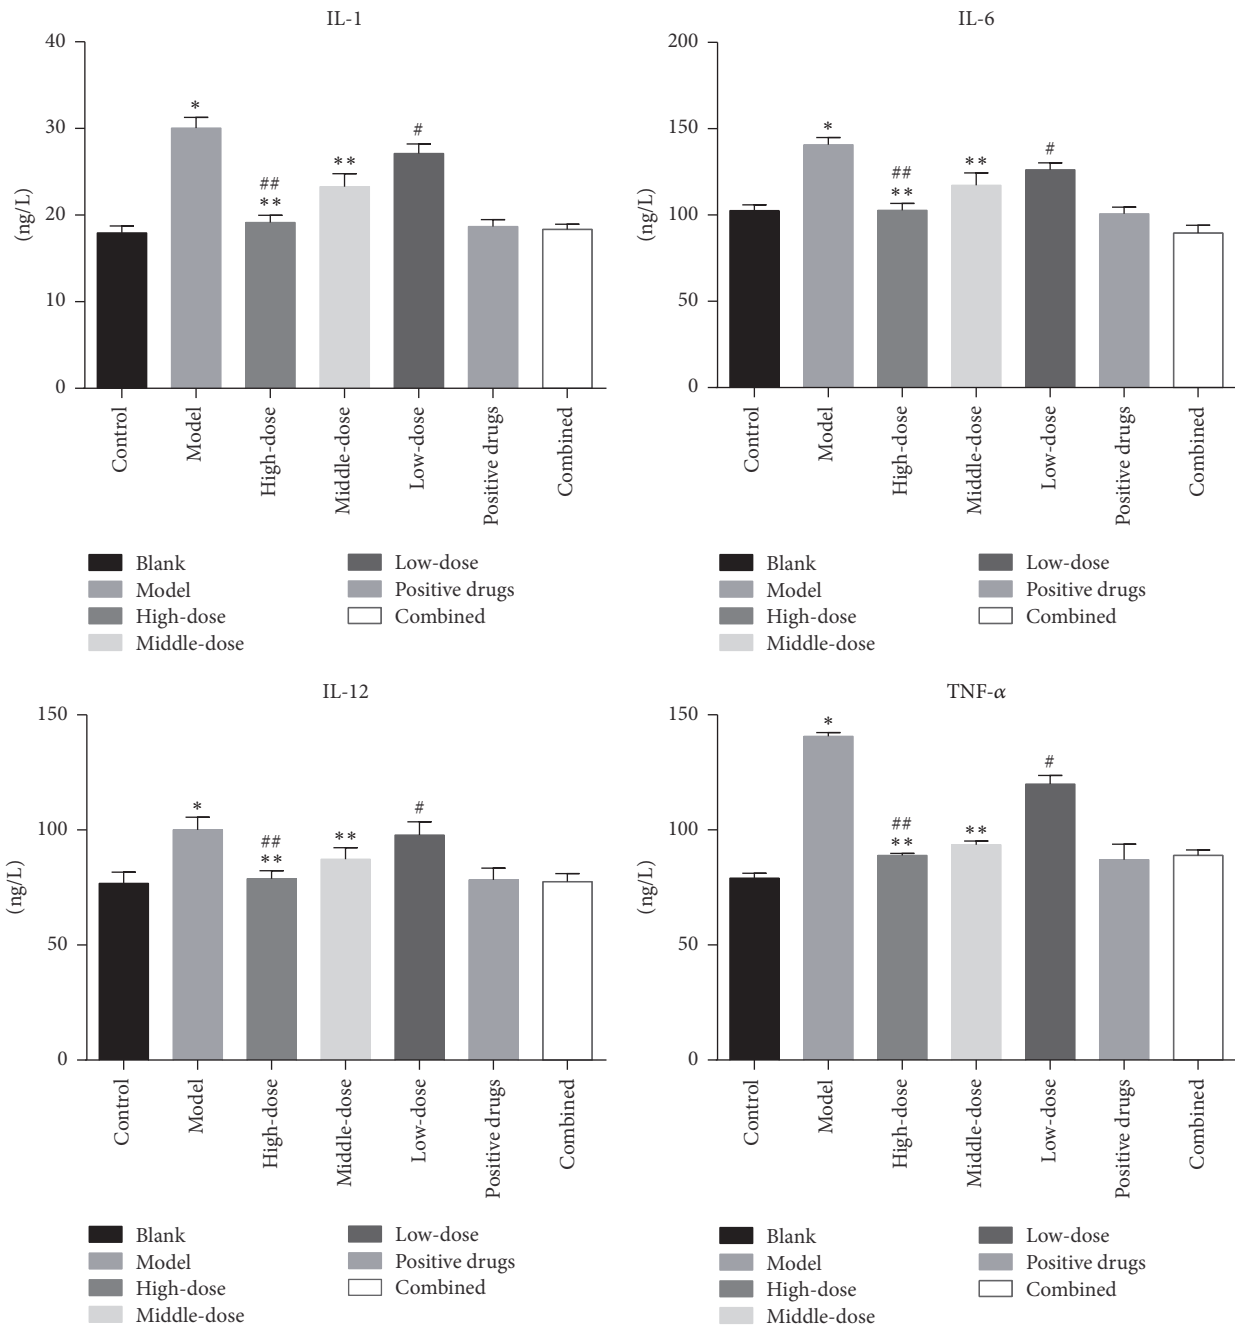 IL-1
40
30
20
10
0
(ng/L)
*
##
**
**
#
Control
Model
High-dose
Middle-dose
Low-dose
Positive drugs
Combined
Blank
Model
High-dose
Middle-dose
Low-dose
Positive drugs
Combined
IL-6
200
150
100
50
0
(ng/L)
*
##
**
**
#
Control
Model
High-dose
Middle-dose
Low-dose
Positive drugs
Combined
Blank
Model
High-dose
Middle-dose
Low-dose
Positive drugs
Combined
IL-12
150
100
50
0
(ng/L)
*
##
**
**
#
Control
Model
High-dose
Middle-dose
Low-dose
Positive drugs
Combined
Blank
Model
High-dose
Middle-dose
Low-dose
Positive drugs
Combined
TNF-α
150
100
50
0
(ng/L)
*
##
**
**
#
Control
Model
High-dose
Middle-dose
Low-dose
Positive drugs
Combined
Blank
Model
High-dose
Middle-dose
Low-dose
Positive drugs
Combined